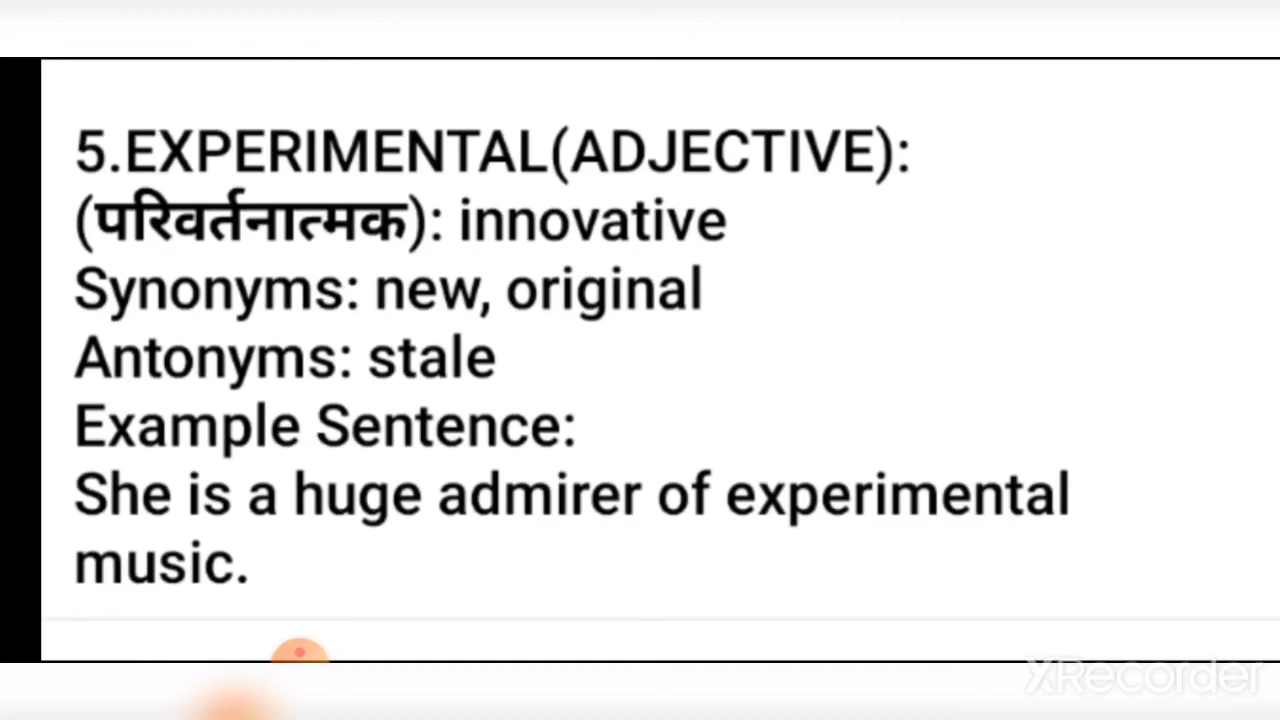 5.EXPERIMENTAL(ADJECTIVE):
(परिवर्तनात्मक): innovative
Synonyms: new, original
Antonyms: stale
Example Sentence:
She is a huge admirer of experimental
music.
XRecorder